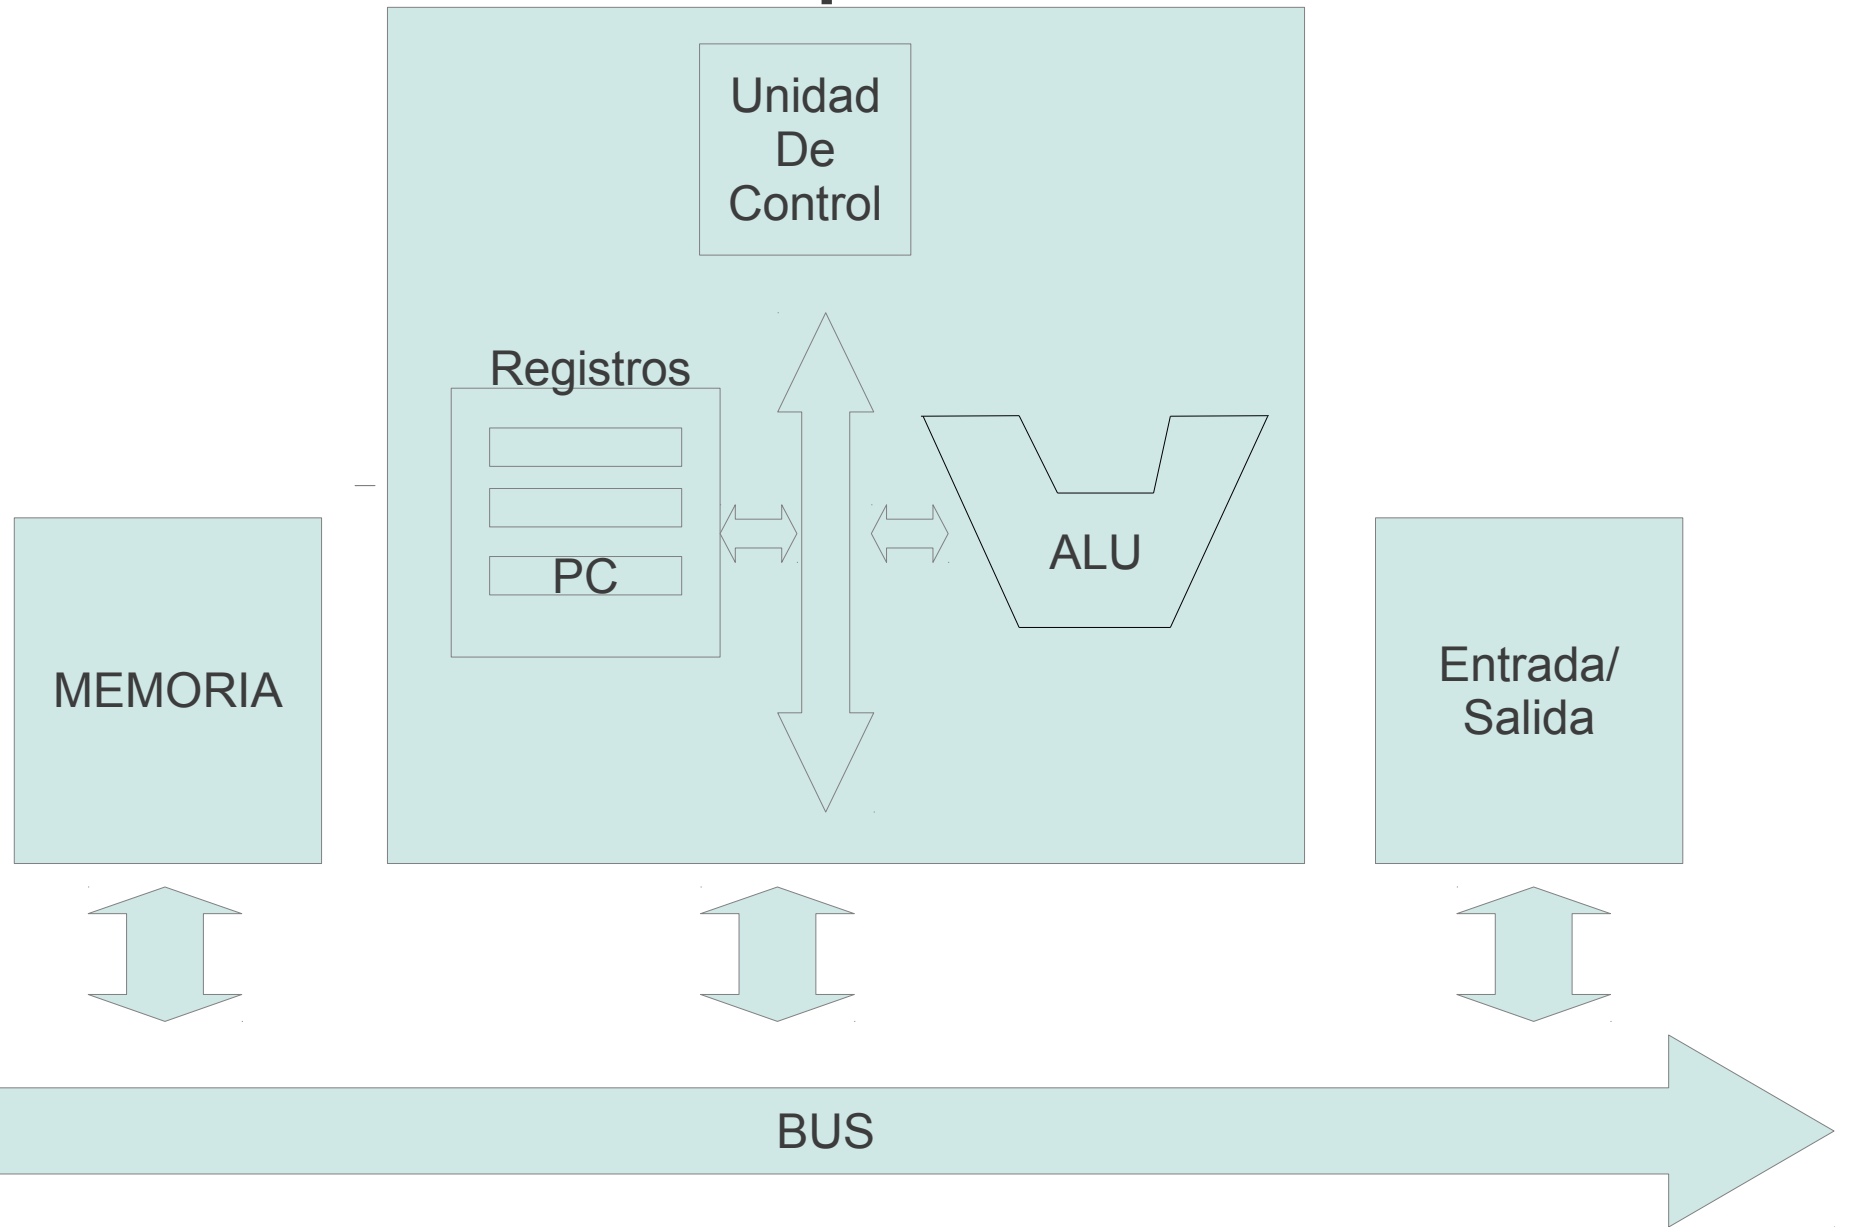 Unidad
De
Control
Registros
PC
ALU
MEMORIA
Entrada/
Salida
BUS